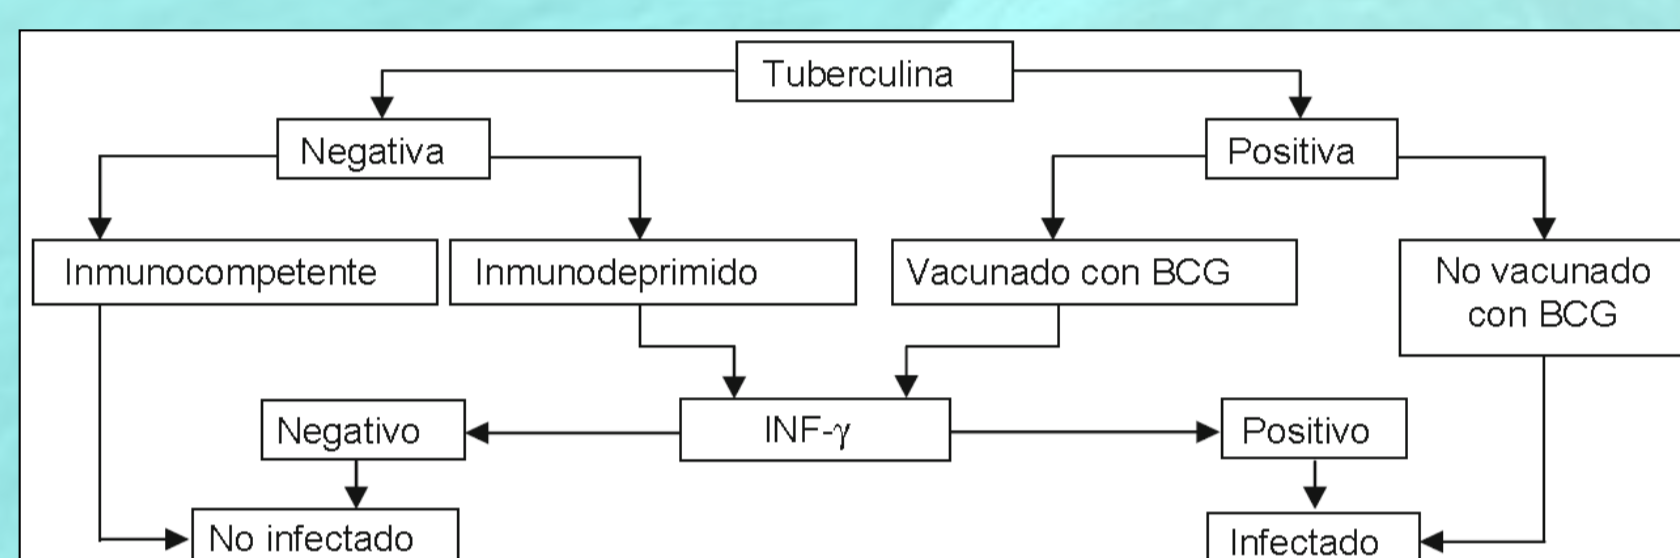 Tuberculina
Negativa
Positiva
Inmunocompetente
Inmunodeprimido
Vacunado con BCG
No vacunado
con BCG
Negativo
INF-γ
Positivo
No infectado
Infectado